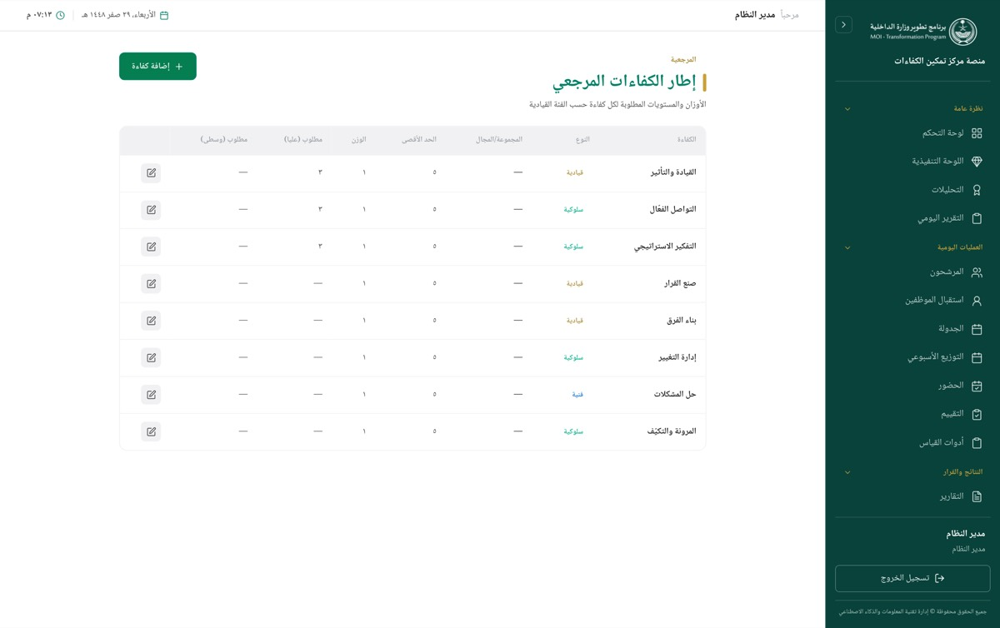 برنامج تطوير وزارة الداخلية
MOI - Transformation Program
منصة مركز تمكين الكفاءات
نظرة عامة
لوحة التحكم
اللوحة التنفيذية
التحليلات
التقرير اليومي
العمليات اليومية
المرشحون
استقبال الموظفين
الجدولة
التوزيع الأسبوعي
الحضور
التقييم
أدوات القياس
النتائج والقرار
التقارير
مدير النظام
مدير النظام
تسجيل الخروج
جميع الحقوق محفوظة © إدارة تقنية المعلومات والذكاء الاصطناعي
مرحباً مدير النظام
الأربعاء، ٢٩ صفر ١٤٤٨ هـ
٠٧:١٣ م
المرجعية
إطار الكفاءات المرجعي
الأوزان والمستويات المطلوبة لكل كفاءة حسب الفئة القيادية
+ إضافة كفاءة
الكفاءة النوع المجموعة/المجال الحد الأقصى الوزن مطلوب (عليا) مطلوب (وسطى)
القيادة والتأثير قيادية — ٥ ١ ٣ —
التواصل الفعّال سلوكية — ٥ ١ ٣ —
التفكير الاستراتيجي سلوكية — ٥ ١ ٣ —
صنع القرار قيادية — ٥ ١ — —
بناء الفرق قيادية — ٥ ١ — —
إدارة التغيير سلوكية — ٥ ١ — —
حل المشكلات فنية — ٥ ١ — —
المرونة والتكيّف سلوكية — ٥ ١ — —